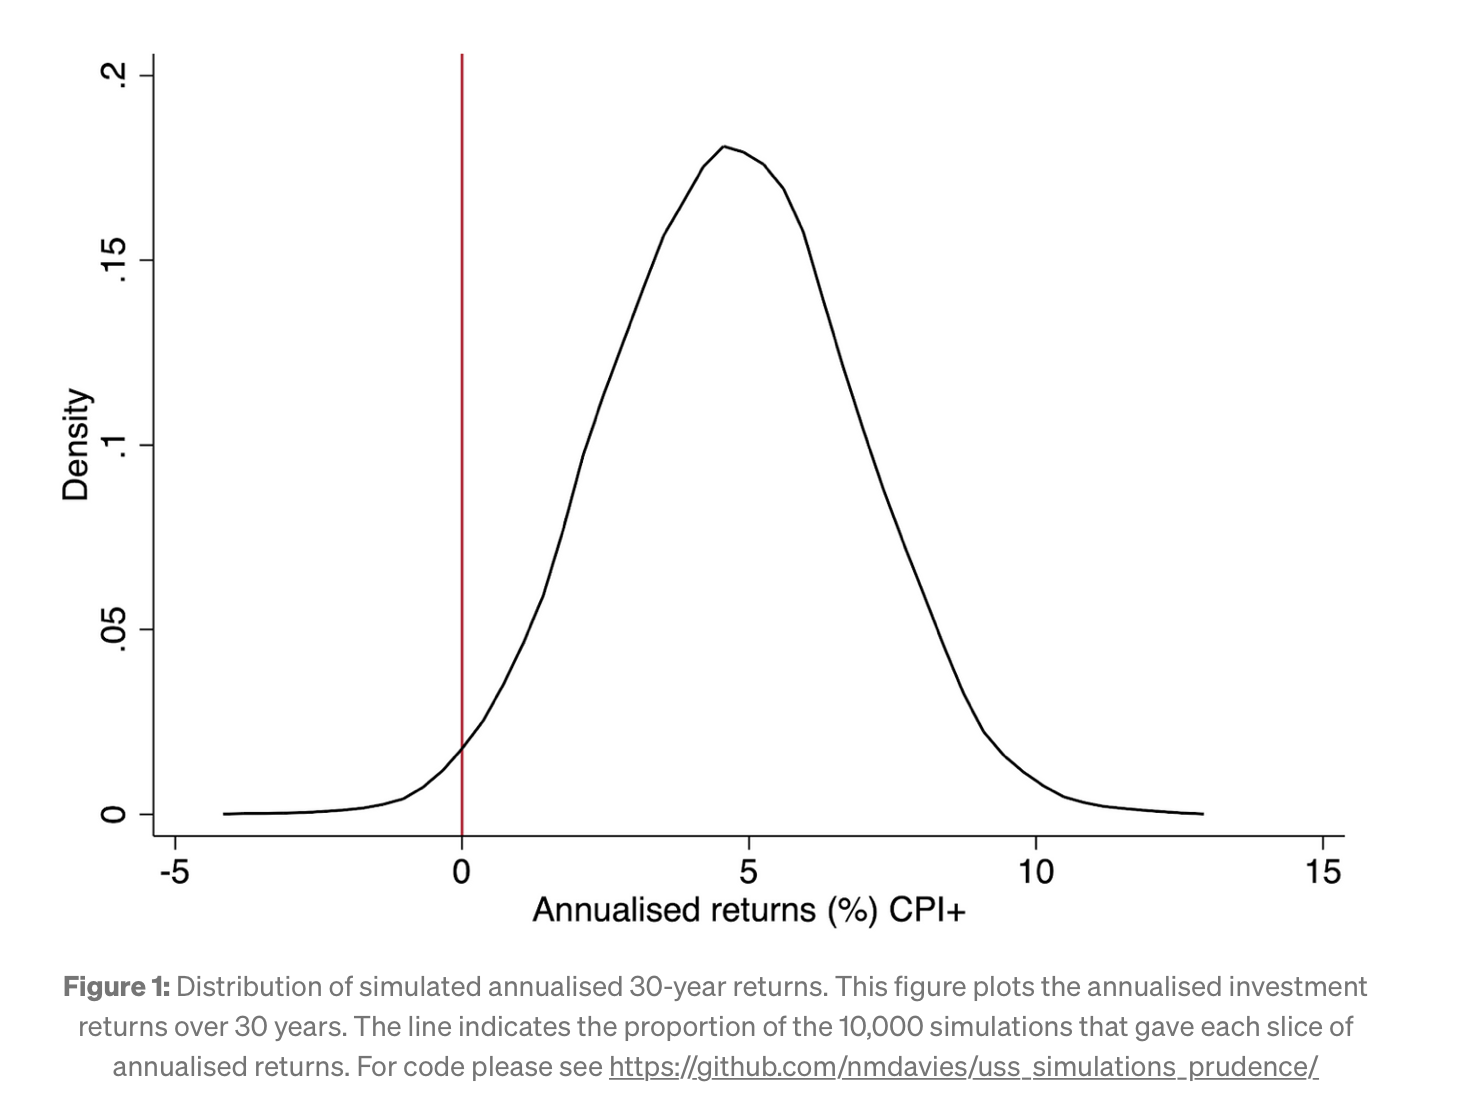 .2
.15
.1
.05
0
Density
-5 0 5 10 15
Annualised returns (%) CPI+
Figure 1: Distribution of simulated annualised 30-year returns. This figure plots the annualised investment
returns over 30 years. The line indicates the proportion of the 10,000 simulations that gave each slice of
annualised returns. For code please see https://github.com/nmdavies/uss_simulations_prudence/